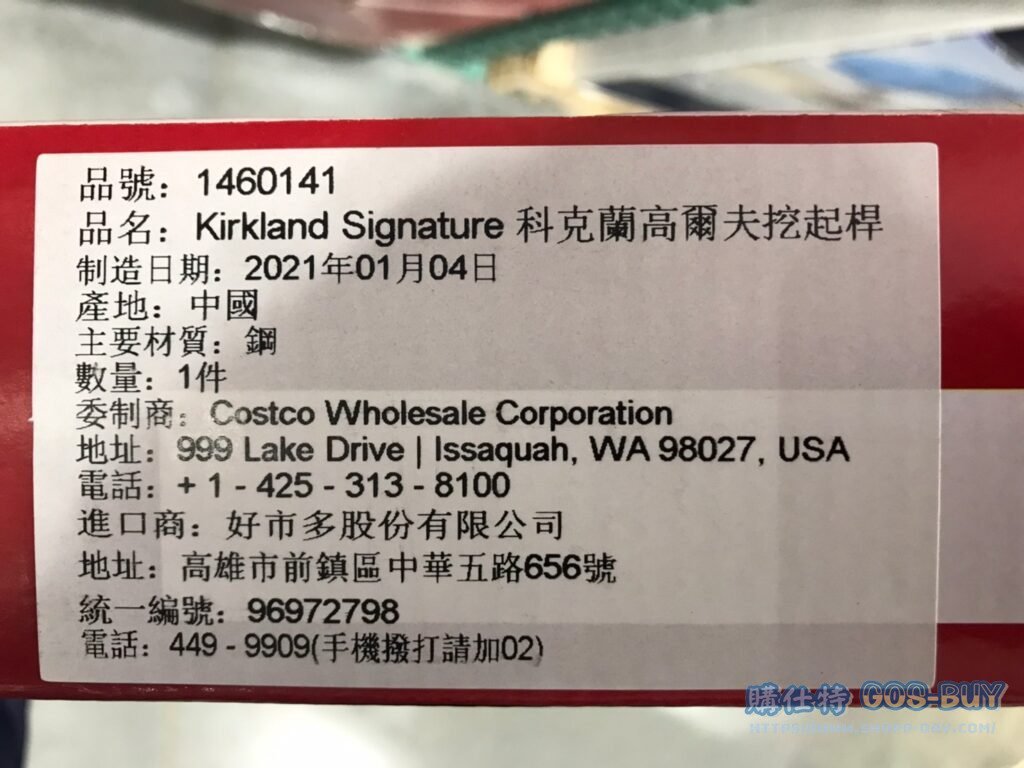 品號：1460141
品名：Kirkland Signature 科克蘭高爾夫挖起桿
制造日期：2021年01月04日
產地：中國
主要材質：鋼
數量：1件
委制商：Costco Wholesale Corporation
地址：999 Lake Drive | Issaquah, WA 98027, USA
電話：+ 1 - 425 - 313 - 8100
進口商：好市多股份有限公司
地址：高雄市前鎮區中華五路656號
統一編號：96972798
電話：449 - 9909(手機撥打請加02)
購仕特 GOS-BUY